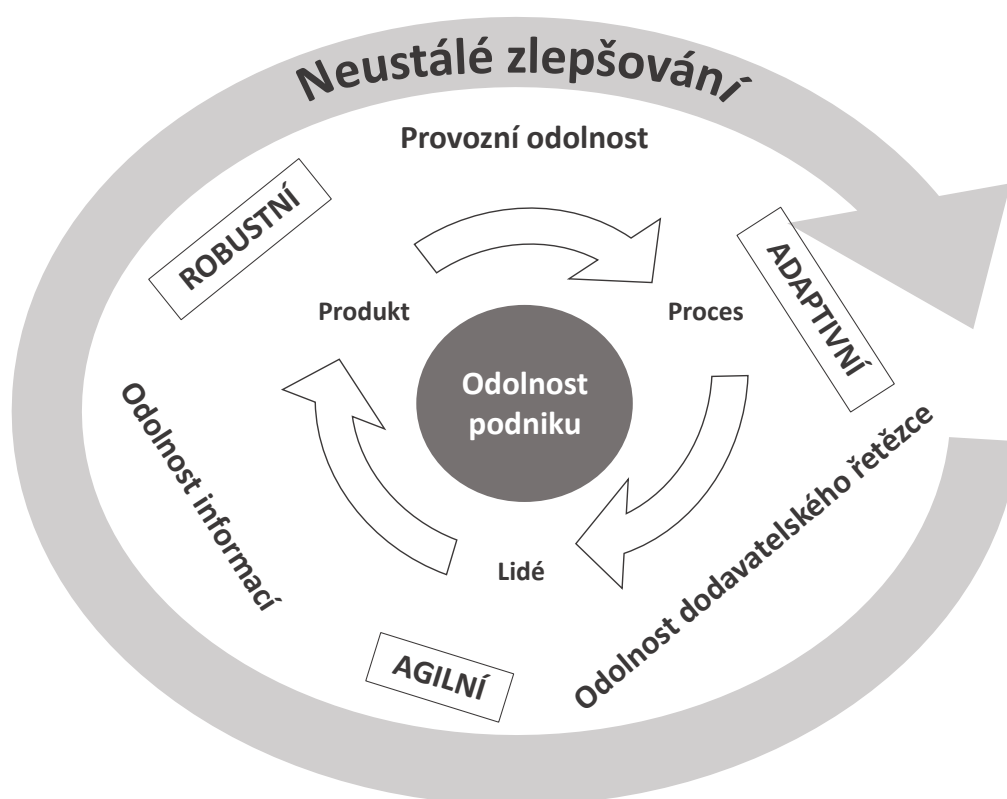 Neustálé zlepšování
Provozní odolnost
ROBUSTNÍ
ADAPTIVNÍ
Produkt
Proces
Odolnost
podniku
Odolnost informací
Odolnost dodavatelského řetězce
Lidé
AGILNÍ